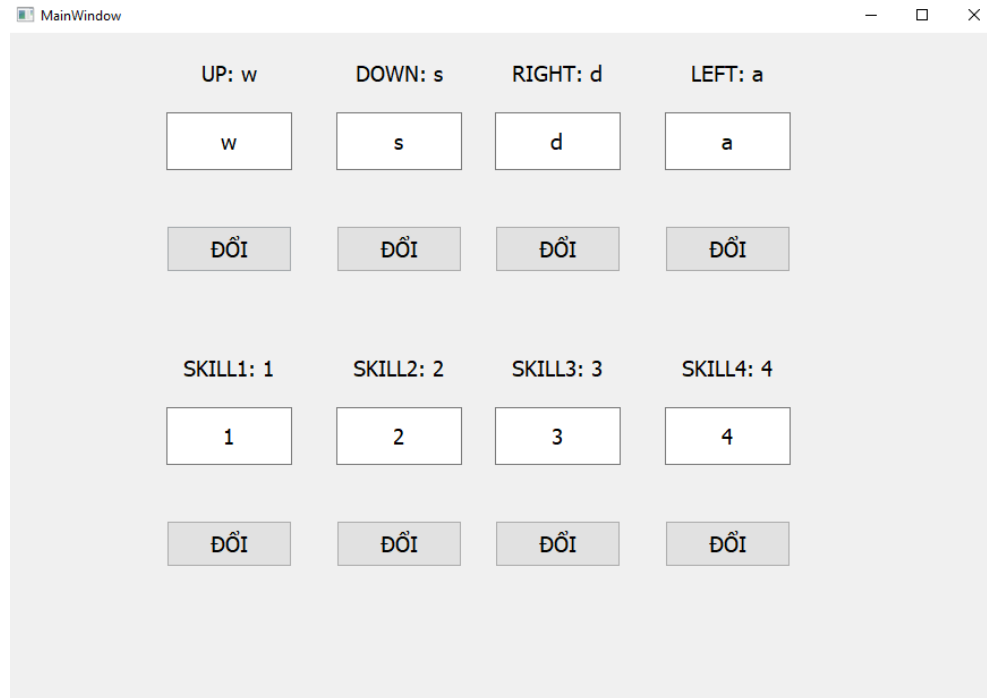 MainWindow
UP: w DOWN: s RIGHT: d LEFT: a
w s d a
ĐỔI ĐỔI ĐỔI ĐỔI
SKILL1: 1 SKILL2: 2 SKILL3: 3 SKILL4: 4
1 2 3 4
ĐỔI ĐỔI ĐỔI ĐỔI